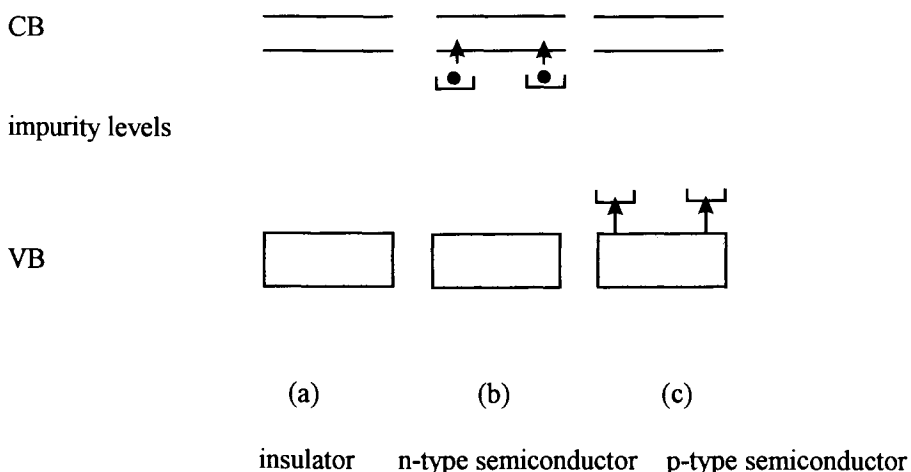 CB
impurity levels
VB
(a) (b) (c)
insulator n-type semiconductor p-type semiconductor